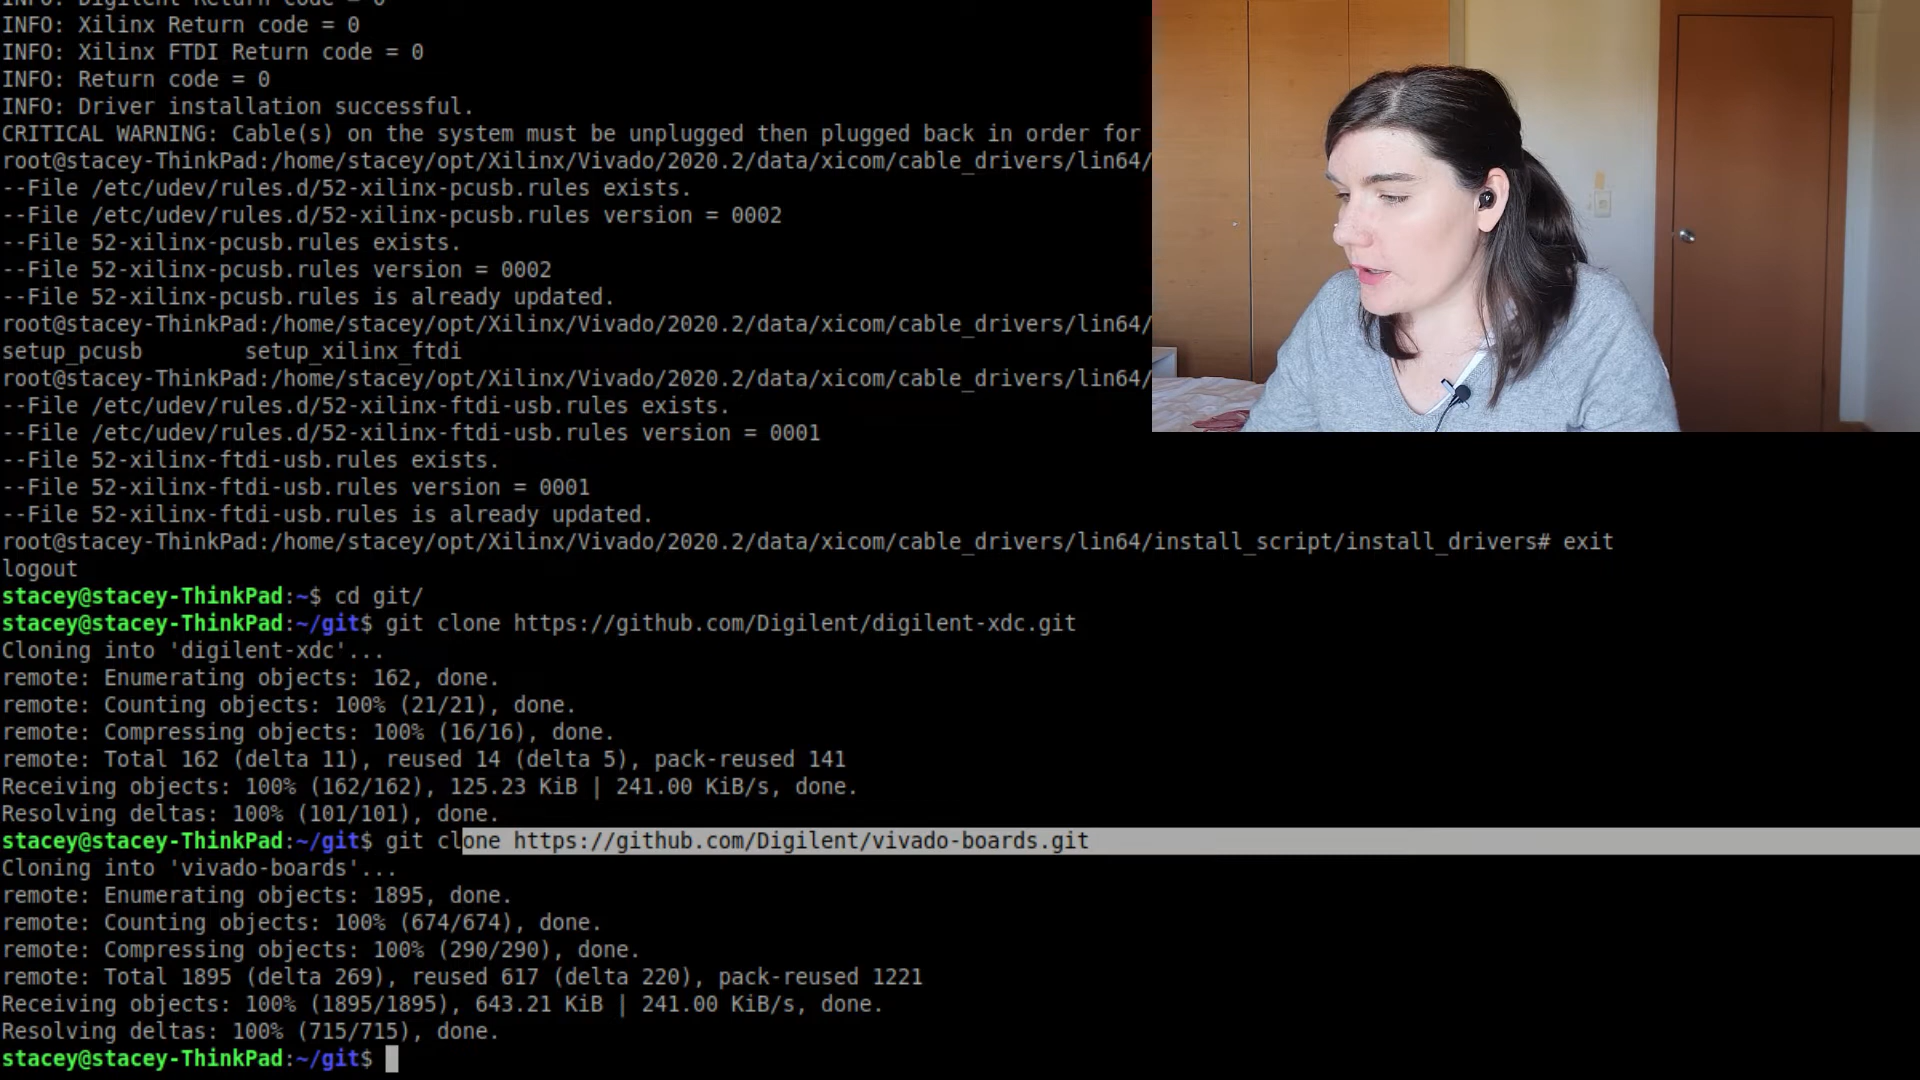 INFO: Digilent Return code = 0
INFO: Xilinx Return code = 0
INFO: Xilinx FTDI Return code = 0
INFO: Return code = 0
INFO: Driver installation successful.
CRITICAL WARNING: Cable(s) on the system must be unplugged then plugged back in order for
root@stacey-ThinkPad:/home/stacey/opt/Xilinx/Vivado/2020.2/data/xicom/cable_drivers/lin64/
--File /etc/udev/rules.d/52-xilinx-pcusb.rules exists.
--File /etc/udev/rules.d/52-xilinx-pcusb.rules version = 0002
--File 52-xilinx-pcusb.rules exists.
--File 52-xilinx-pcusb.rules version = 0002
--File 52-xilinx-pcusb.rules is already updated.
root@stacey-ThinkPad:/home/stacey/opt/Xilinx/Vivado/2020.2/data/xicom/cable_drivers/lin64/
setup_pcusb        setup_xilinx_ftdi
root@stacey-ThinkPad:/home/stacey/opt/Xilinx/Vivado/2020.2/data/xicom/cable_drivers/lin64/
--File /etc/udev/rules.d/52-xilinx-ftdi-usb.rules exists.
--File /etc/udev/rules.d/52-xilinx-ftdi-usb.rules version = 0001
--File 52-xilinx-ftdi-usb.rules exists.
--File 52-xilinx-ftdi-usb.rules version = 0001
--File 52-xilinx-ftdi-usb.rules is already updated.
root@stacey-ThinkPad:/home/stacey/opt/Xilinx/Vivado/2020.2/data/xicom/cable_drivers/lin64/install_script/install_drivers# exit
logout
stacey@stacey-ThinkPad:~$ cd git/
stacey@stacey-ThinkPad:~/git$ git clone https://github.com/Digilent/digilent-xdc.git
Cloning into 'digilent-xdc'...
remote: Enumerating objects: 162, done.
remote: Counting objects: 100% (21/21), done.
remote: Compressing objects: 100% (16/16), done.
remote: Total 162 (delta 11), reused 14 (delta 5), pack-reused 141
Receiving objects: 100% (162/162), 125.23 KiB | 241.00 KiB/s, done.
Resolving deltas: 100% (101/101), done.
stacey@stacey-ThinkPad:~/git$ git clone https://github.com/Digilent/vivado-boards.git
Cloning into 'vivado-boards'...
remote: Enumerating objects: 1895, done.
remote: Counting objects: 100% (674/674), done.
remote: Compressing objects: 100% (290/290), done.
remote: Total 1895 (delta 269), reused 617 (delta 220), pack-reused 1221
Receiving objects: 100% (1895/1895), 643.21 KiB | 241.00 KiB/s, done.
Resolving deltas: 100% (715/715), done.
stacey@stacey-ThinkPad:~/git$